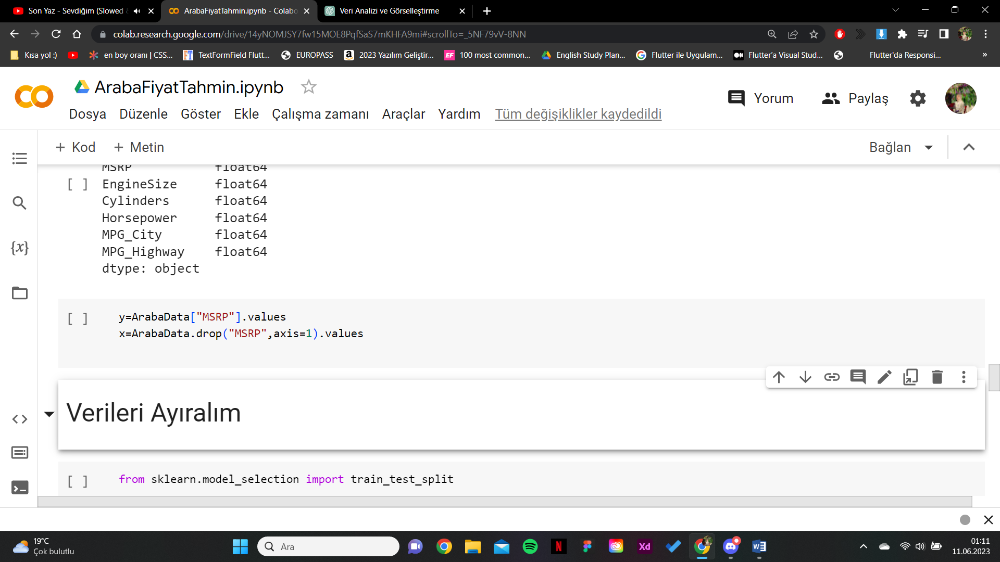 Son Yaz - Sevdiğim (Slowed
ArabaFiyatTahmin.ipynb - Colabo
Veri Analizi ve Görselleştirme
colab.research.google.com/drive/14yNOMJSY7fw15MOE8PqfSaS7mKHFA9mi#scrollTo=_5NF79vV-8NN
Kısa yol :)
en boy oranı | CSS...
FT
TextFormField Flutt...
EUROPASS
2023 Yazılım Geliştir...
EF
100 most common...
English Study Plan...
Flutter ile Uygulam...
Flutter'a Visual Stud...
Flutter'da Responsi...
»
ArabaFiyatTahmin.ipynb
Yorum
Paylaş
Dosya Düzenle Göster Ekle Çalışma zamanı Araçlar Yardım Tüm değişiklikler kaydedildi
+ Kod + Metin
Bağlan
MSRP float64
[ ] EngineSize float64
Cylinders float64
Horsepower float64
MPG_City float64
MPG_Highway float64
dtype: object
{x}
[ ] y=ArabaData["MSRP"].values
x=ArabaData.drop("MSRP",axis=1).values
Verileri Ayıralım
[ ] from sklearn.model_selection import train_test_split
19°C
Çok bulutlu
Ara
N
Xd
W
01:11
11.06.2023